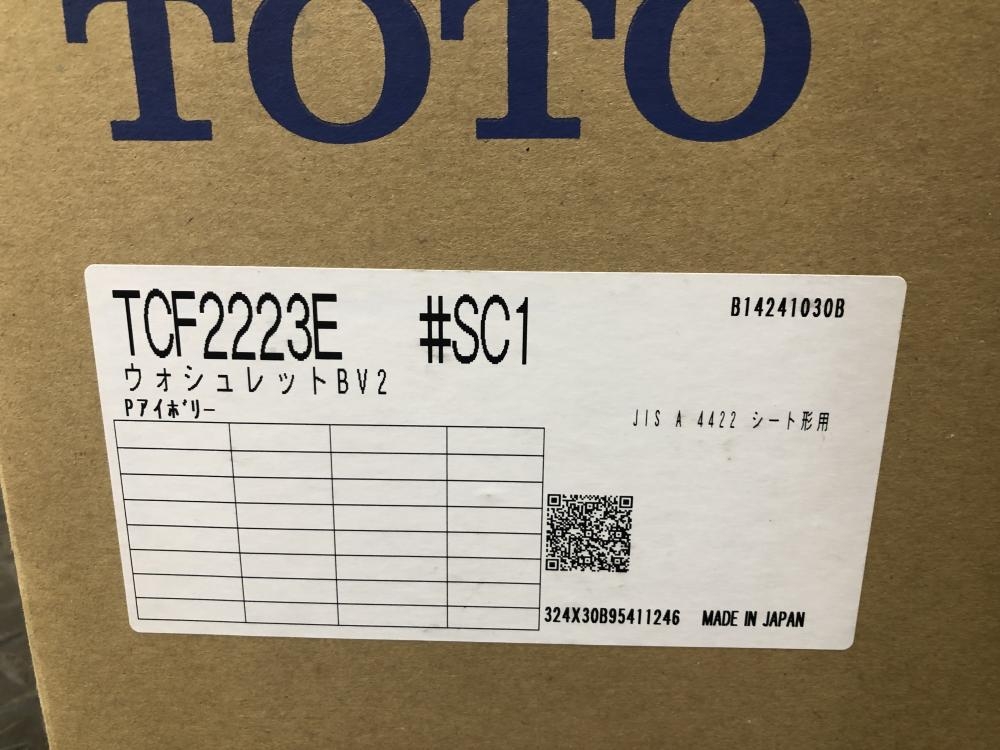 TOTO
TCF2223E #SC1
B14241030B
ウォシュレットBV2
Pアイボリー
JIS A 4422 シート形用
324X30B95411246 MADE IN JAPAN